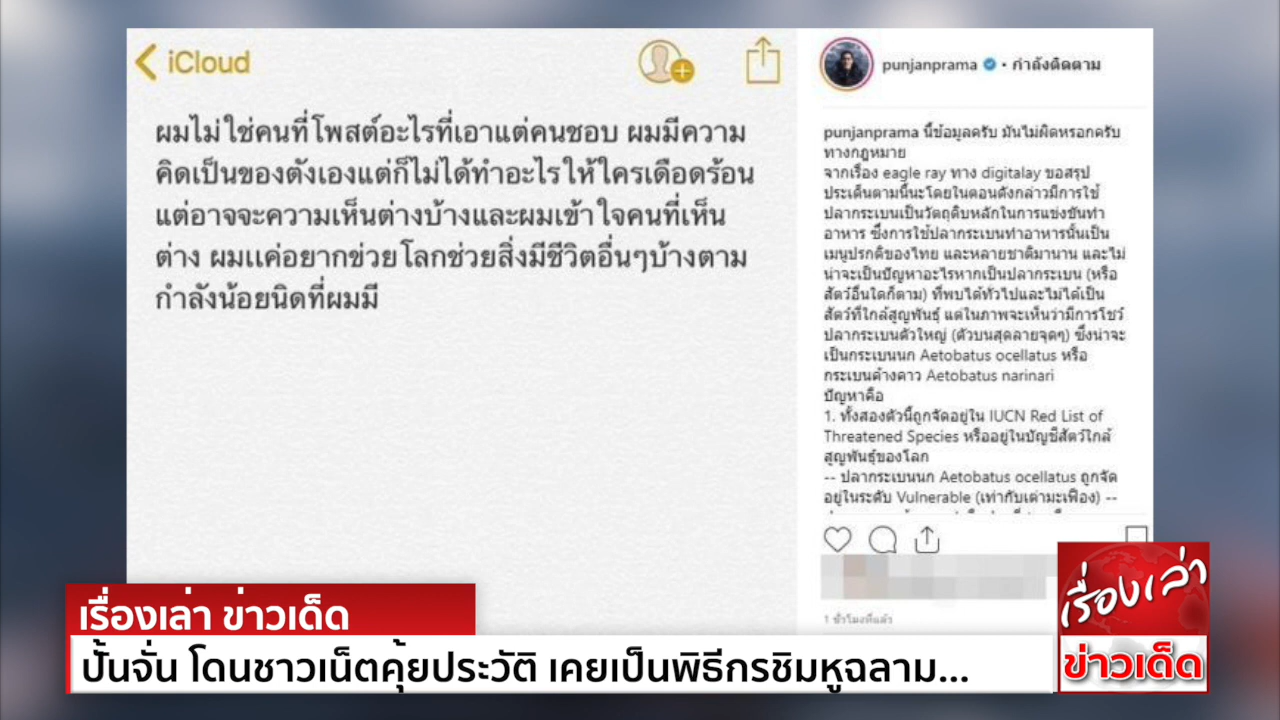 iCloud
ผมไม่ใช่คนที่โพสต์อะไรที่เอาแต่คนชอบ ผมมีความ
คิดเป็นของตังเองแต่ก็ไม่ได้ทำอะไรให้ใครเดือดร้อน
แต่อาจจะความเห็นต่างบ้างและผมเข้าใจคนที่เห็น
ต่าง ผมแค่อยากช่วยโลกช่วยสิ่งมีชีวิตอื่นๆบ้างตาม
กำลังน้อยนิดที่ผมมี
punjanprama • กำลังติดตาม
punjanprama นี้ข้อมูลครับ มันไม่ผิดหรอกครับ
ทางกฎหมาย
จากเรื่อง eagle ray ทาง digitalay ขอสรุป
ประเด็นตามนี้นะโดยในตอนดังกล่าวมีการใช้
ปลากระเบนเป็นวัตถุดิบหลักในการแข่งขันทำ
อาหาร ซึ่งการใช้ปลากระเบนทำอาหารนั้นเป็น
เมนูปรกติของไทย และหลายชาติมานาน และไม่
น่าจะเป็นปัญหาอะไรหากเป็นปลากระเบน (หรือ
สัตว์อื่นใดก็ตาม) ที่พบได้ทั่วไปและไม่ได้เป็น
สัตว์ที่ใกล้สูญพันธุ์ แต่ในภาพจะเห็นว่ามีการโชว์
ปลากระเบนตัวใหญ่ (ตัวบนสุดลายจุดๆ) ซึ่งน่าจะ
เป็นกระเบนนก Aetobatus ocellatus หรือ
กระเบนค้างคาว Aetobatus narinari
ปัญหาคือ
1. ทั้งสองตัวนี้ถูกจัดอยู่ใน IUCN Red List of
Threatened Species หรืออยู่ในบัญชีสัตว์ใกล้
สูญพันธุ์ของโลก
-- ปลากระเบนนก Aetobatus ocellatus ถูกจัด
อยู่ในระดับ Vulnerable (เท่ากับเต่ามะเฟือง) --
1 ชั่วโมงที่แล้ว
เรื่องเล่า ข่าวเด็ด
ปั้นจั่น โดนชาวเน็ตคุ้ยประวัติ เคยเป็นพิธีกรชิมหูฉลาม...
เรื่องเล่า
ข่าวเด็ด